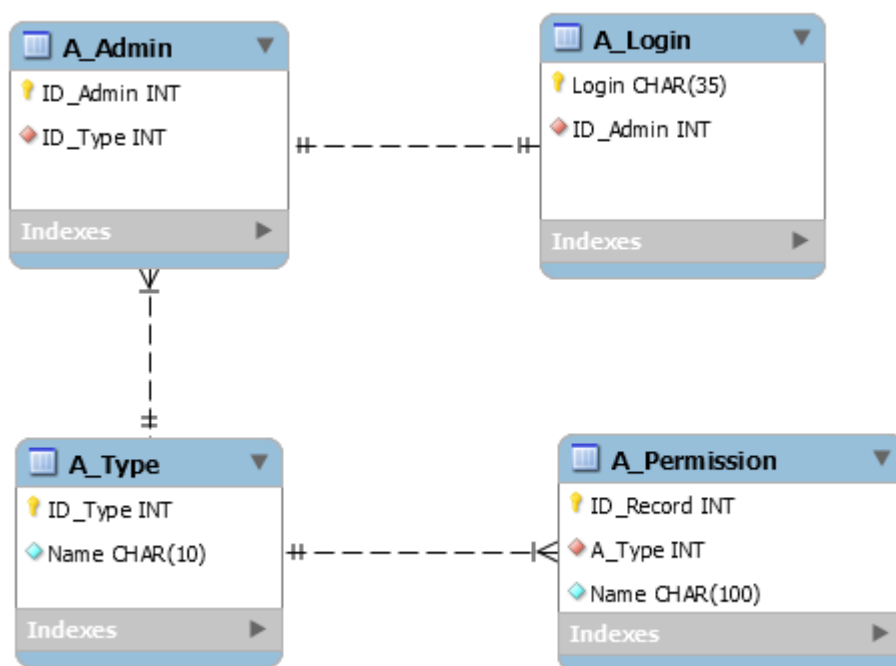 A_Admin
ID_Admin INT
ID_Type INT
Indexes
A_Login
Login CHAR(35)
ID_Admin INT
Indexes
A_Type
ID_Type INT
Name CHAR(10)
Indexes
A_Permission
ID_Record INT
A_Type INT
Name CHAR(100)
Indexes